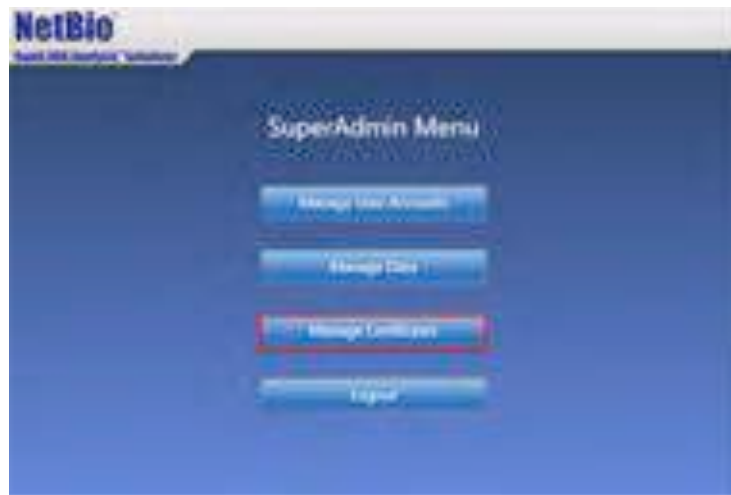 NetBio
SuperAdmin Menu
Manage User Accounts
Manage Data
Manage Certificates
Logout